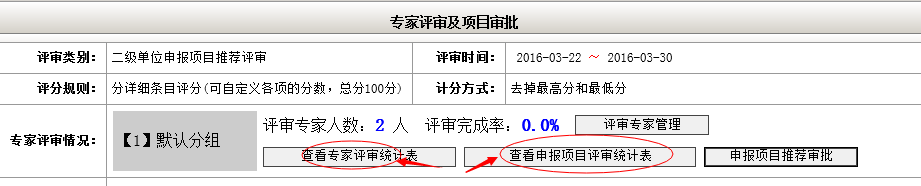 专家评审及项目审批
评审类别： 二级单位申报项目推荐评审 评审时间： 2016-03-22 ~ 2016-03-30
评分规则： 分详细条目评分(可自定义各项的分数，总分100分) 计分方式： 去掉最高分和最低分
专家评审情况： 【1】默认分组 评审专家人数：2 人 评审完成率：0.0% 评审专家管理
查看专家评审统计表 查看申报项目评审统计表 申报项目推荐审批